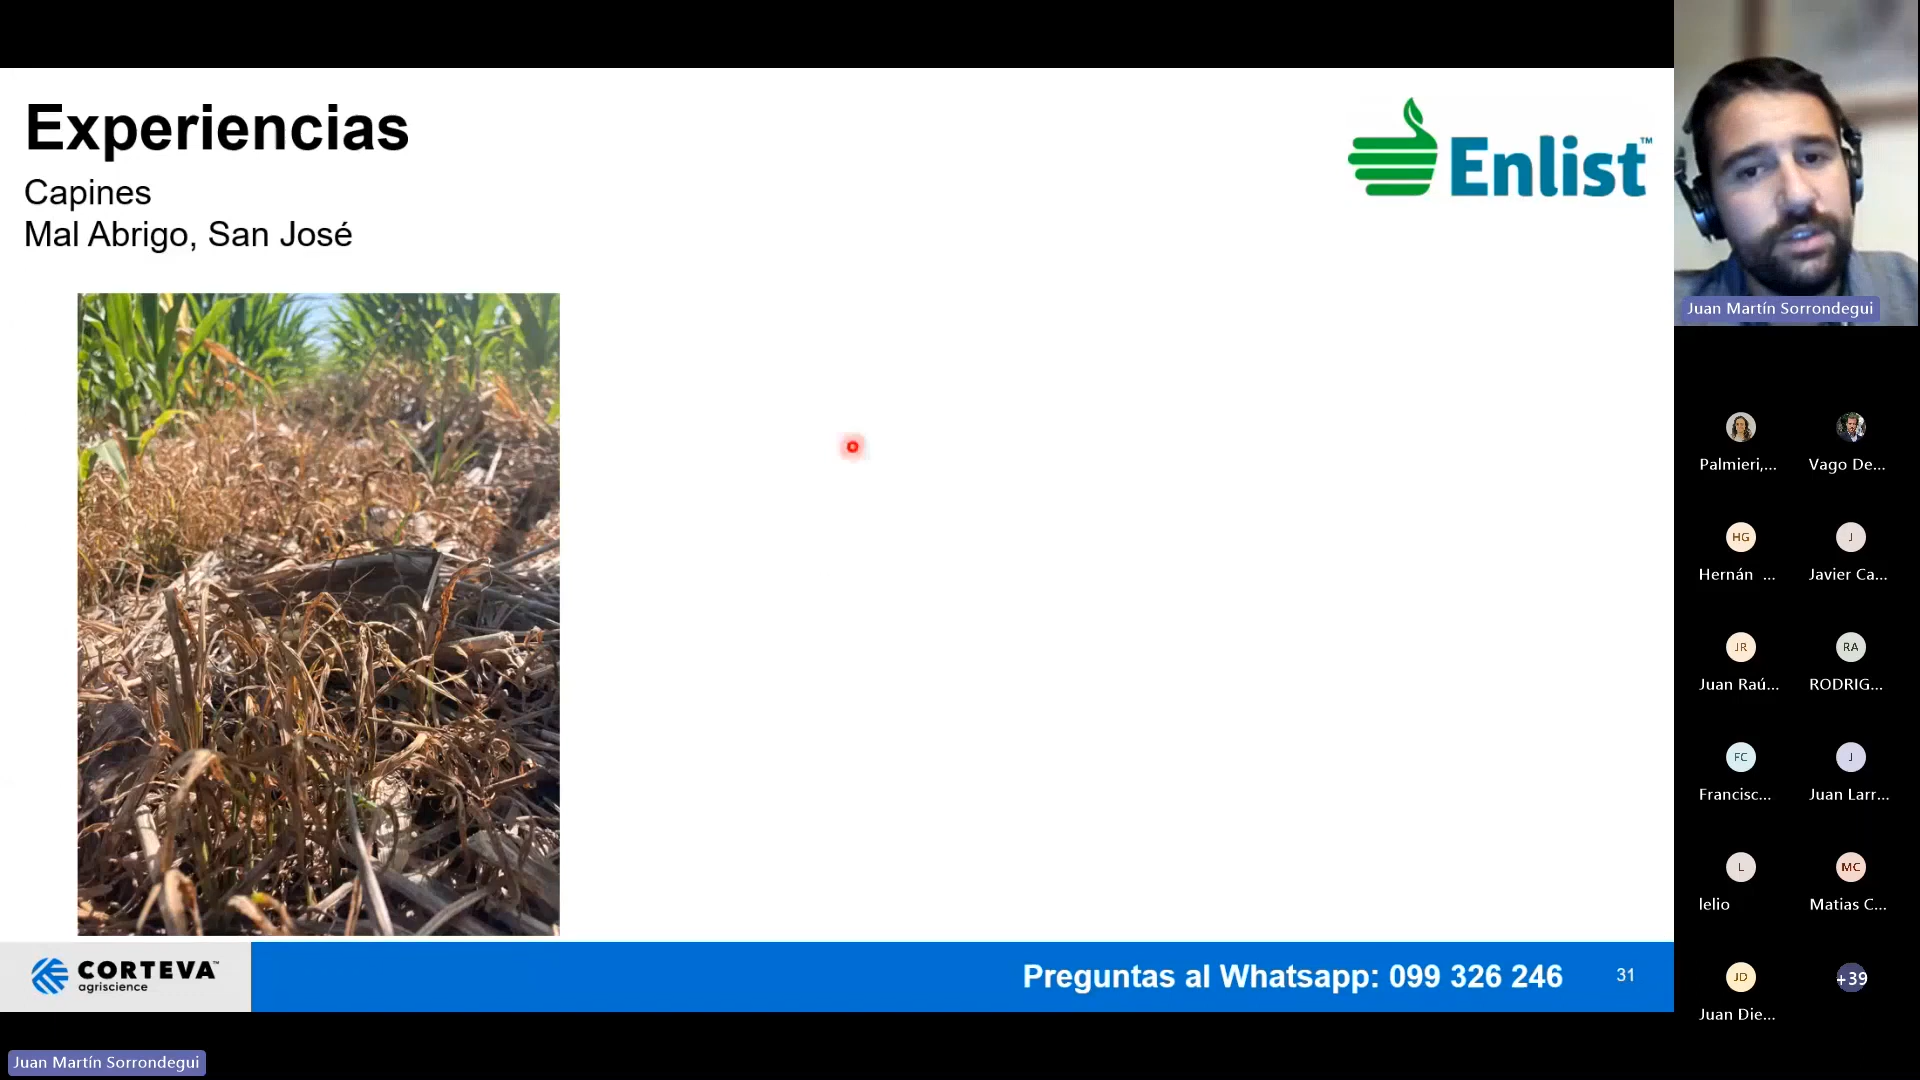 Experiencias
Capines
Mal Abrigo, San José
Enlist™
CORTEVA™
agriscience
Preguntas al Whatsapp: 099 326 246
31
Juan Martín Sorrondegui
Palmieri,...
Vago De...
HG
J
Hernán ...
Javier Ca...
JR
RA
Juan Raú...
RODRIG...
FC
J
Francisc...
Juan Larr...
L
MC
lelio
Matias C...
JD
+39
Juan Die...
Juan Martín Sorrondegui